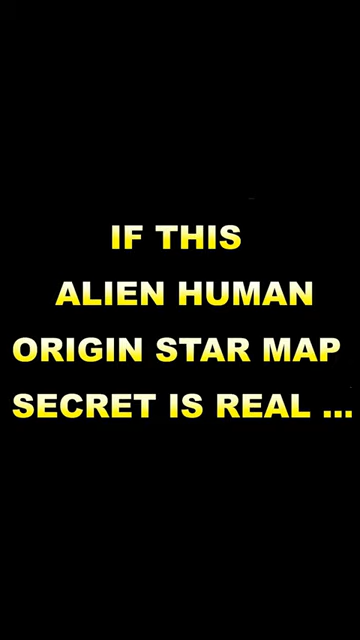 IF THIS
ALIEN HUMAN
ORIGIN STAR MAP
SECRET IS REAL ...